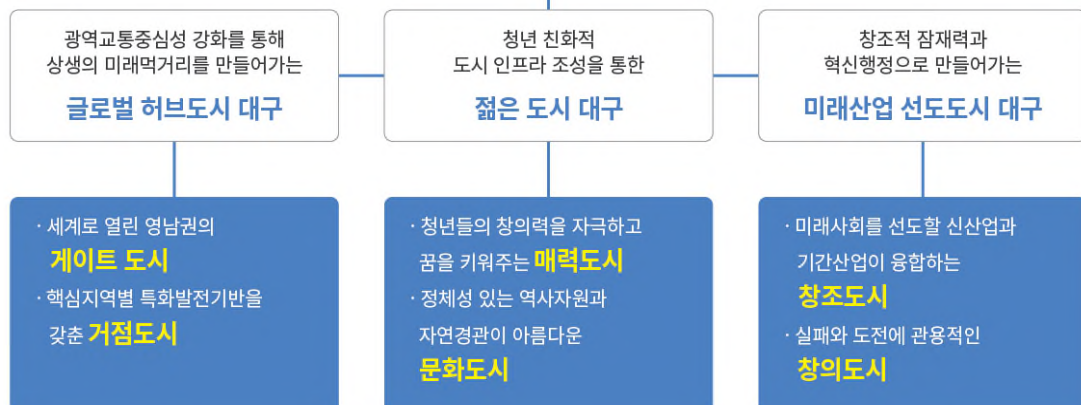 광역교통중심성 강화를 통해
상생의 미래먹거리를 만들어가는
글로벌 허브도시 대구
청년 친화적
도시 인프라 조성을 통한
젊은 도시 대구
창조적 잠재력과
혁신행정으로 만들어가는
미래산업 선도도시 대구
· 세계로 열린 영남권의
게이트 도시
· 핵심지역별 특화발전기반을
갖춘 거점도시
· 청년들의 창의력을 자극하고
꿈을 키워주는 매력도시
· 정체성 있는 역사자원과
자연경관이 아름다운
문화도시
· 미래사회를 선도할 신산업과
기간산업이 융합하는
창조도시
· 실패와 도전에 관용적인
창의도시